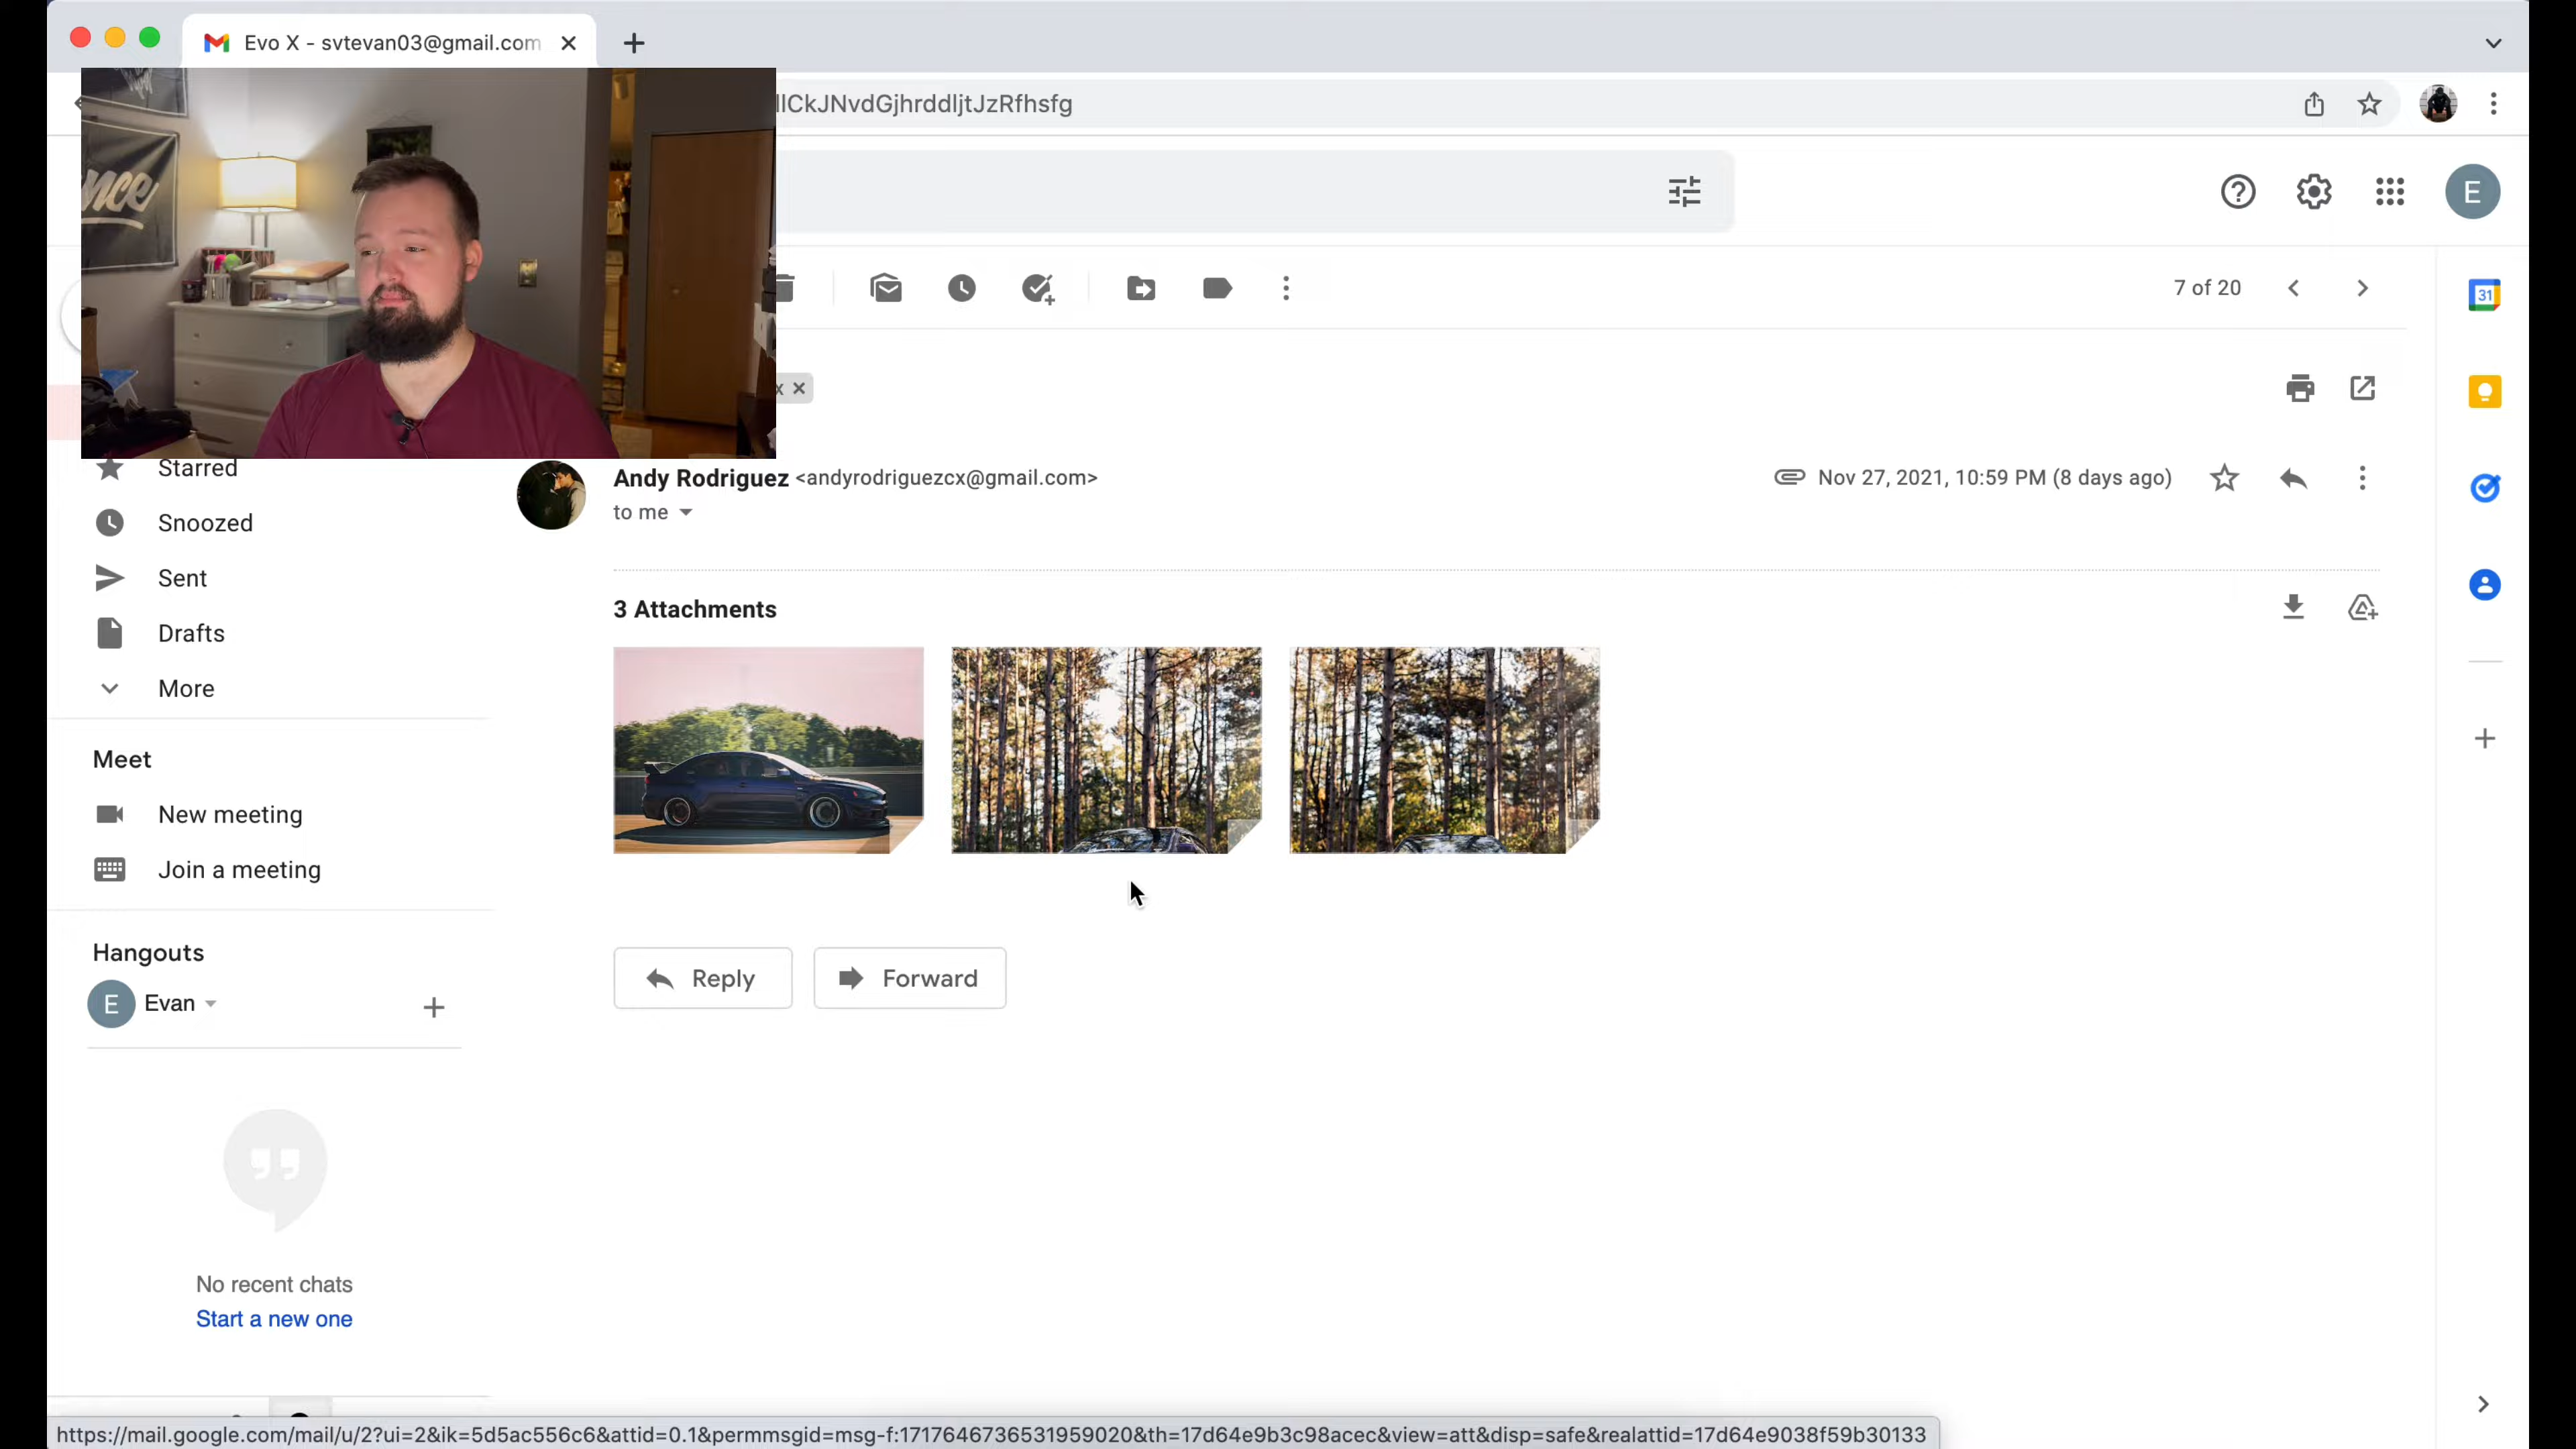 Evo X - svtevan03@gmail.com
llCkJNvdGjhrddljtJzRfhsfg
nce
E
7 of 20
31
x
Starred
Andy Rodriguez <andyrodriguezcx@gmail.com>
Nov 27, 2021, 10:59 PM (8 days ago)
to me
Snoozed
Sent
3 Attachments
Drafts
More
Meet
New meeting
Join a meeting
Hangouts
Reply
Forward
E Evan
No recent chats
Start a new one
https://mail.google.com/mail/u/2?ui=2&ik=5d5ac556c6&attid=0.1&permmsgid=msg-f:1717646736531959020&th=17d64e9b3c98acec&view=att&disp=safe&realattid=17d64e9038f59b30133